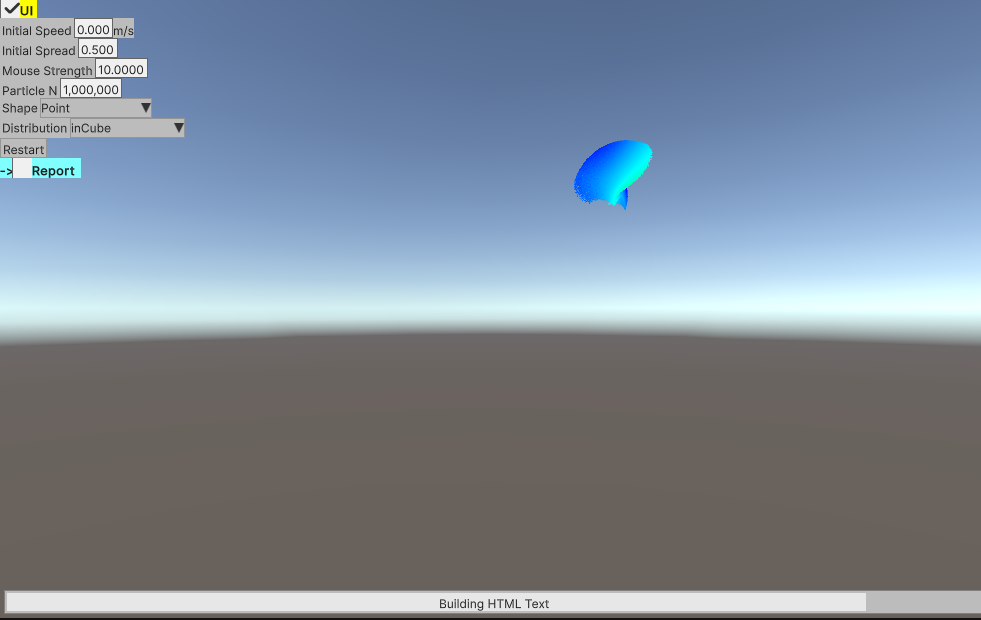 UI
Initial Speed 0.000 m/s
Initial Spread 0.500
Mouse Strength 10.0000
Particle N 1,000,000
Shape Point
Distribution inCube
Restart
-> Report
Building HTML Text